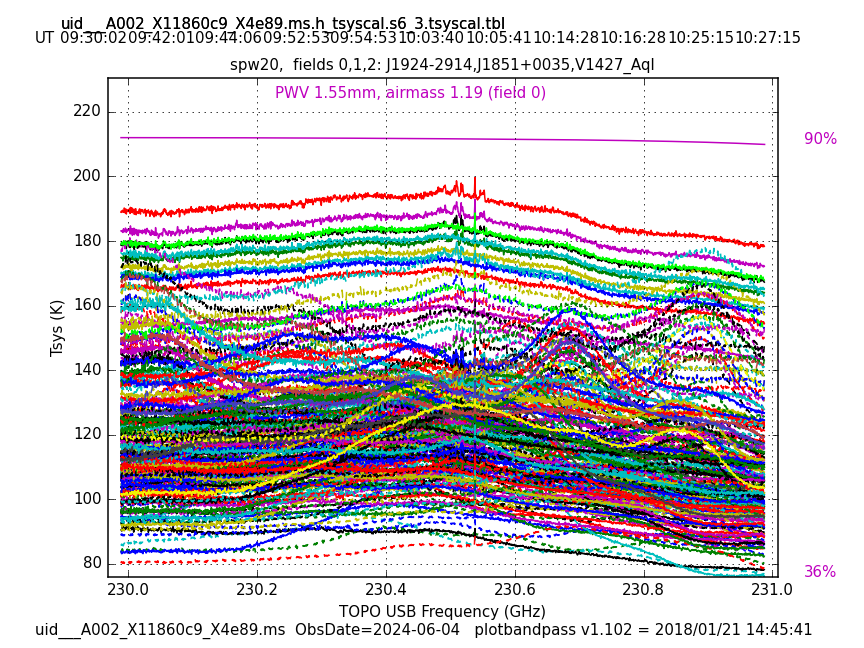 uid___A002_X11860c9_X4e89.ms.h_tsyscal.s6_3.tsyscal.tbl
UT 09:30:02 09:42:01 09:44:06 09:52:53 09:54:53 10:03:40 10:05:41 10:14:28 10:16:28 10:25:15 10:27:15
spw20,  fields 0,1,2: J1924-2914,J1851+0035,V1427_Aql
PWV 1.55mm, airmass 1.19 (field 0)
90%
36%
Tsys (K)
220
200
180
160
140
120
100
80
230.0 230.2 230.4 230.6 230.8 231.0
TOPO USB Frequency (GHz)
uid___A002_X11860c9_X4e89.ms  ObsDate=2024-06-04   plotbandpass v1.102 = 2018/01/21 14:45:41